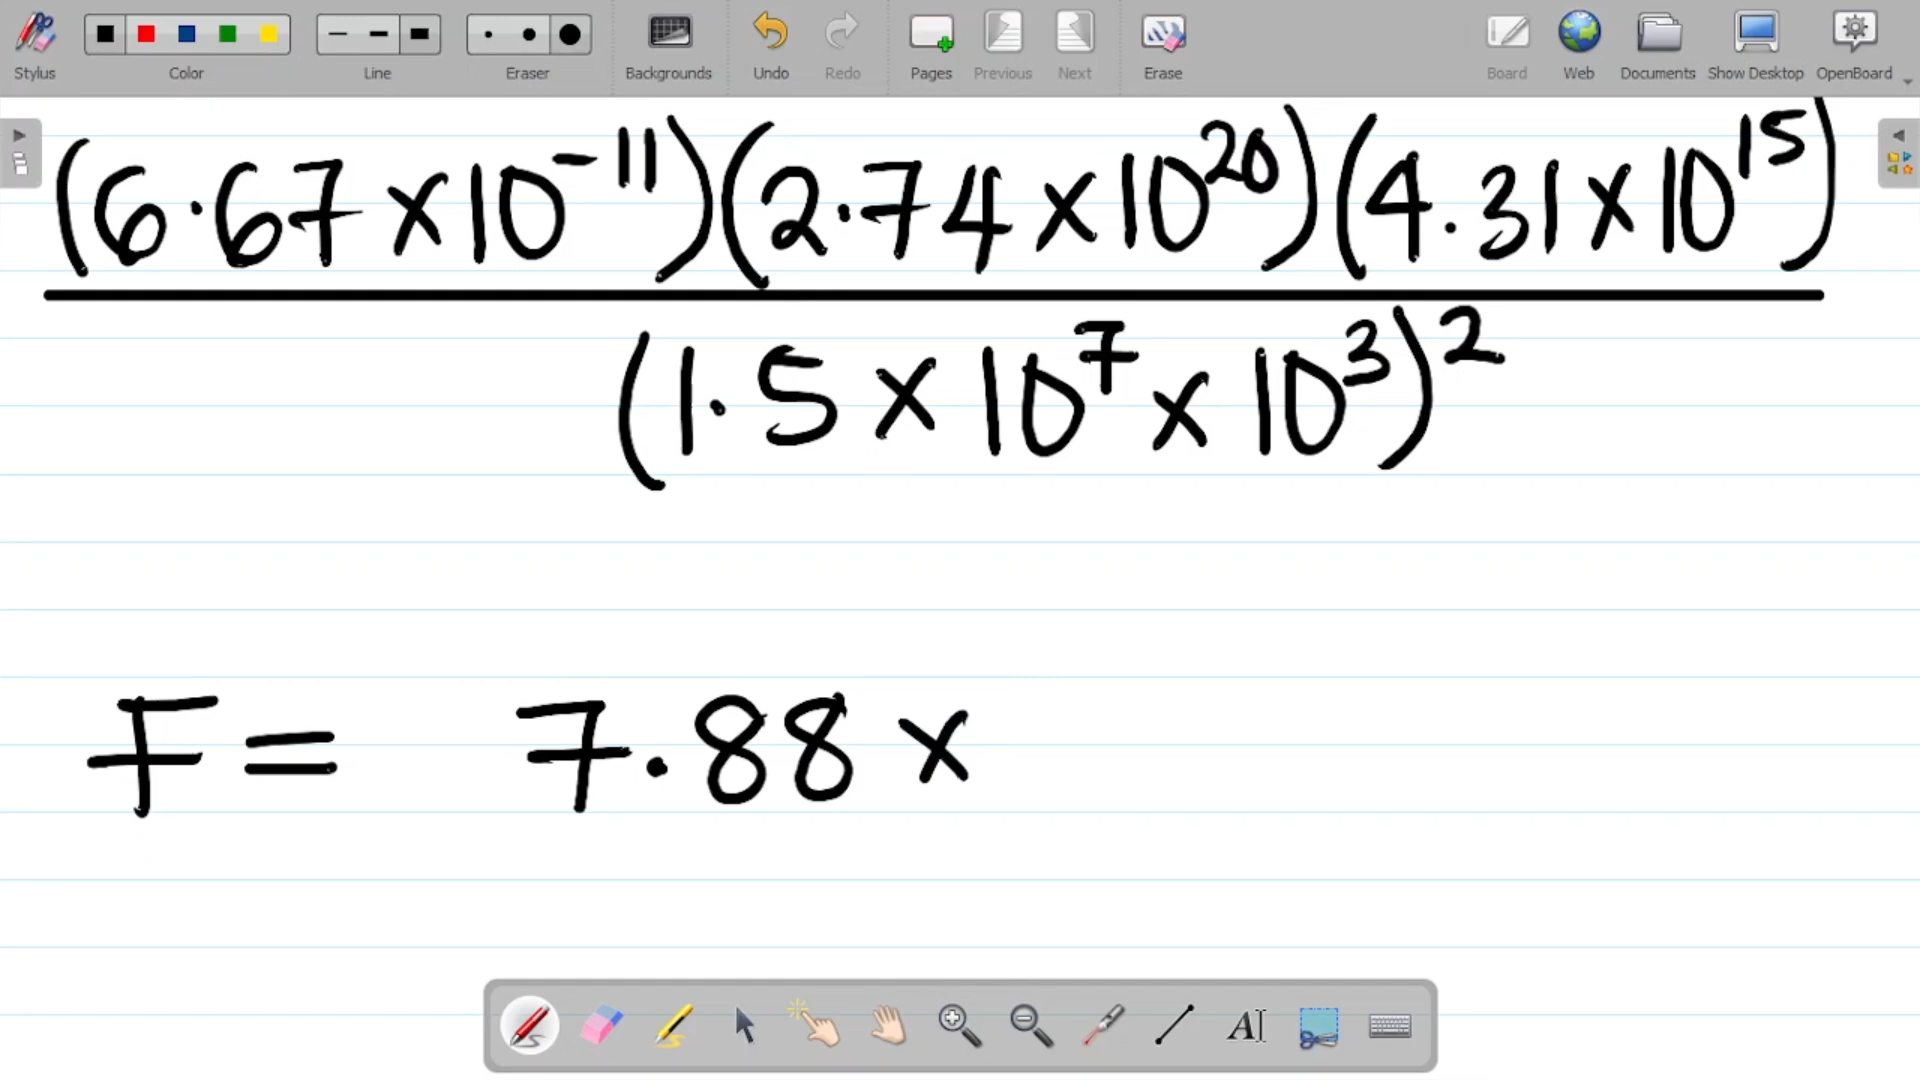 Stylus Color Line Eraser Backgrounds Undo Redo Pages Previous Next Erase Board Web Documents Show Desktop OpenBoard
(6.67 x 10⁻¹¹)(2.74 x 10²⁰)(4.31 x 10¹⁵)
(1.5 x 10⁷ x 10³)²
F = 7.88 x
AI